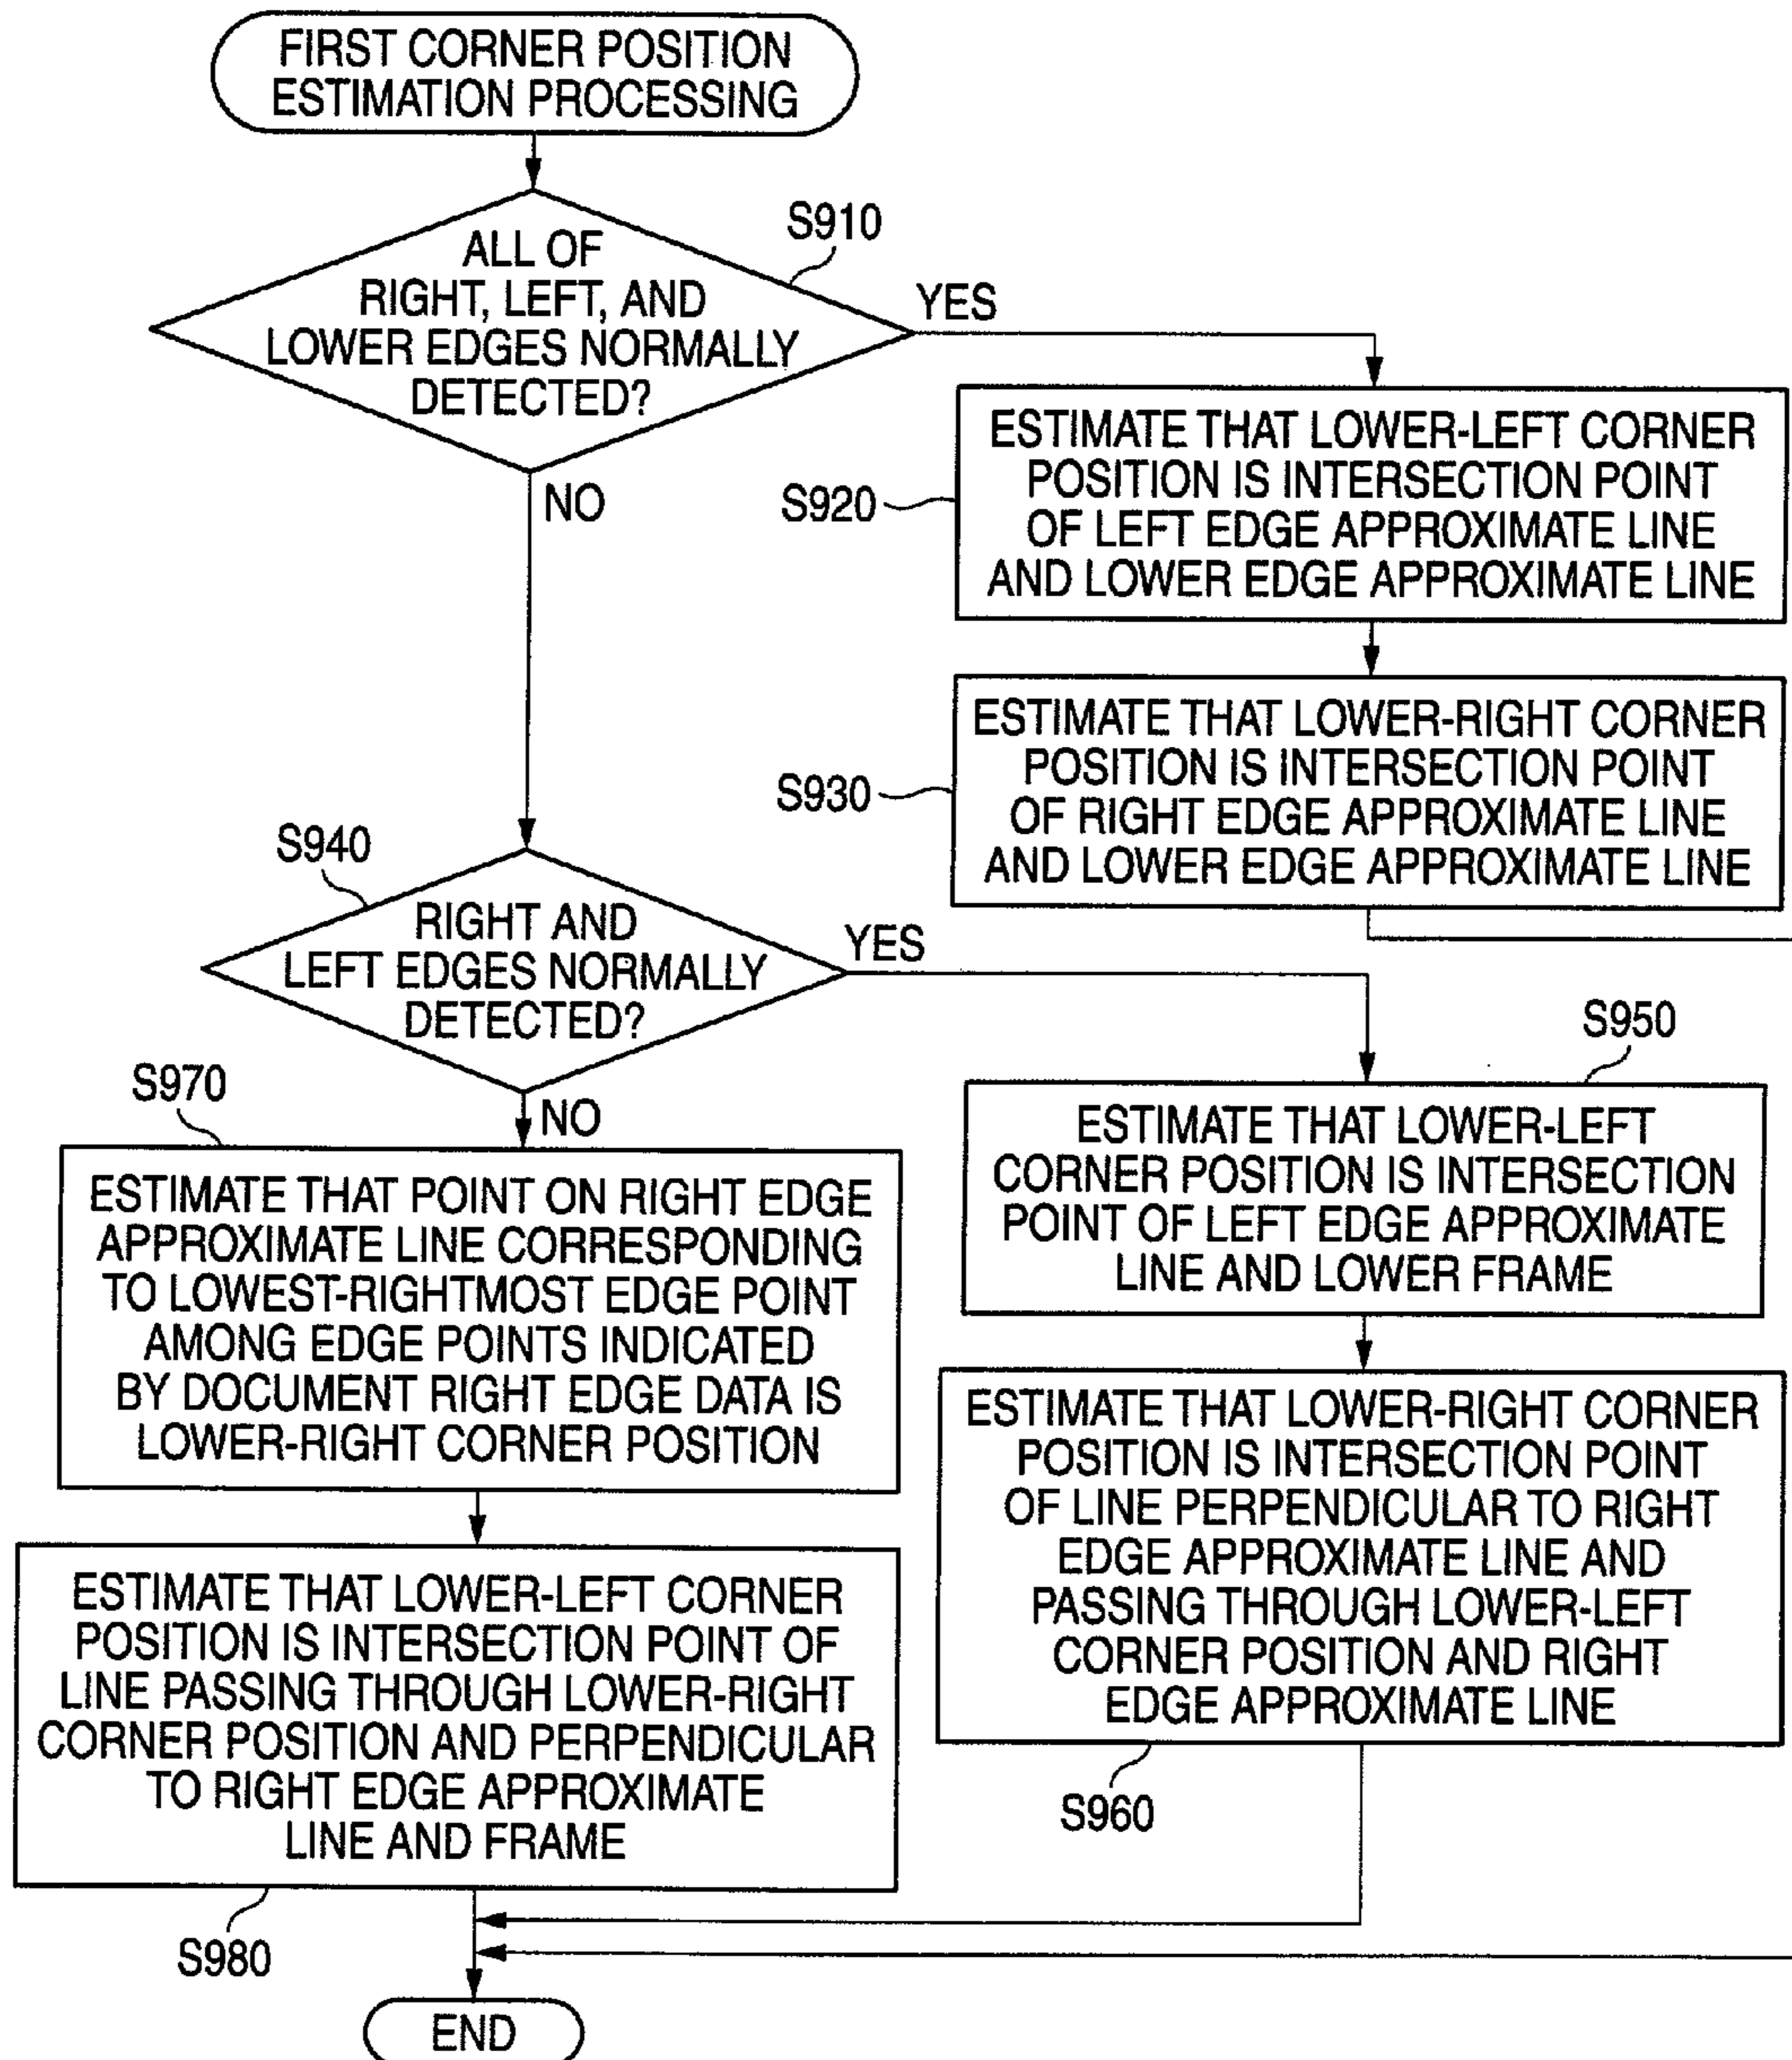 FIRST CORNER POSITION
ESTIMATION PROCESSING
S910
ALL OF
RIGHT, LEFT, AND
LOWER EDGES NORMALLY
DETECTED?
YES
NO
S920
ESTIMATE THAT LOWER-LEFT CORNER
POSITION IS INTERSECTION POINT
OF LEFT EDGE APPROXIMATE LINE
AND LOWER EDGE APPROXIMATE LINE
S930
ESTIMATE THAT LOWER-RIGHT CORNER
POSITION IS INTERSECTION POINT
OF RIGHT EDGE APPROXIMATE LINE
AND LOWER EDGE APPROXIMATE LINE
S940
RIGHT AND
LEFT EDGES NORMALLY
DETECTED?
YES
NO
S950
ESTIMATE THAT LOWER-LEFT
CORNER POSITION IS INTERSECTION
POINT OF LEFT EDGE APPROXIMATE
LINE AND LOWER FRAME
ESTIMATE THAT LOWER-RIGHT CORNER
POSITION IS INTERSECTION POINT
OF LINE PERPENDICULAR TO RIGHT
EDGE APPROXIMATE LINE AND
PASSING THROUGH LOWER-LEFT
CORNER POSITION AND RIGHT
EDGE APPROXIMATE LINE
S960
S970
ESTIMATE THAT POINT ON RIGHT EDGE
APPROXIMATE LINE CORRESPONDING
TO LOWEST-RIGHTMOST EDGE POINT
AMONG EDGE POINTS INDICATED
BY DOCUMENT RIGHT EDGE DATA IS
LOWER-RIGHT CORNER POSITION
ESTIMATE THAT LOWER-LEFT CORNER
POSITION IS INTERSECTION POINT OF
LINE PASSING THROUGH LOWER-RIGHT
CORNER POSITION AND PERPENDICULAR
TO RIGHT EDGE APPROXIMATE
LINE AND FRAME
S980
END